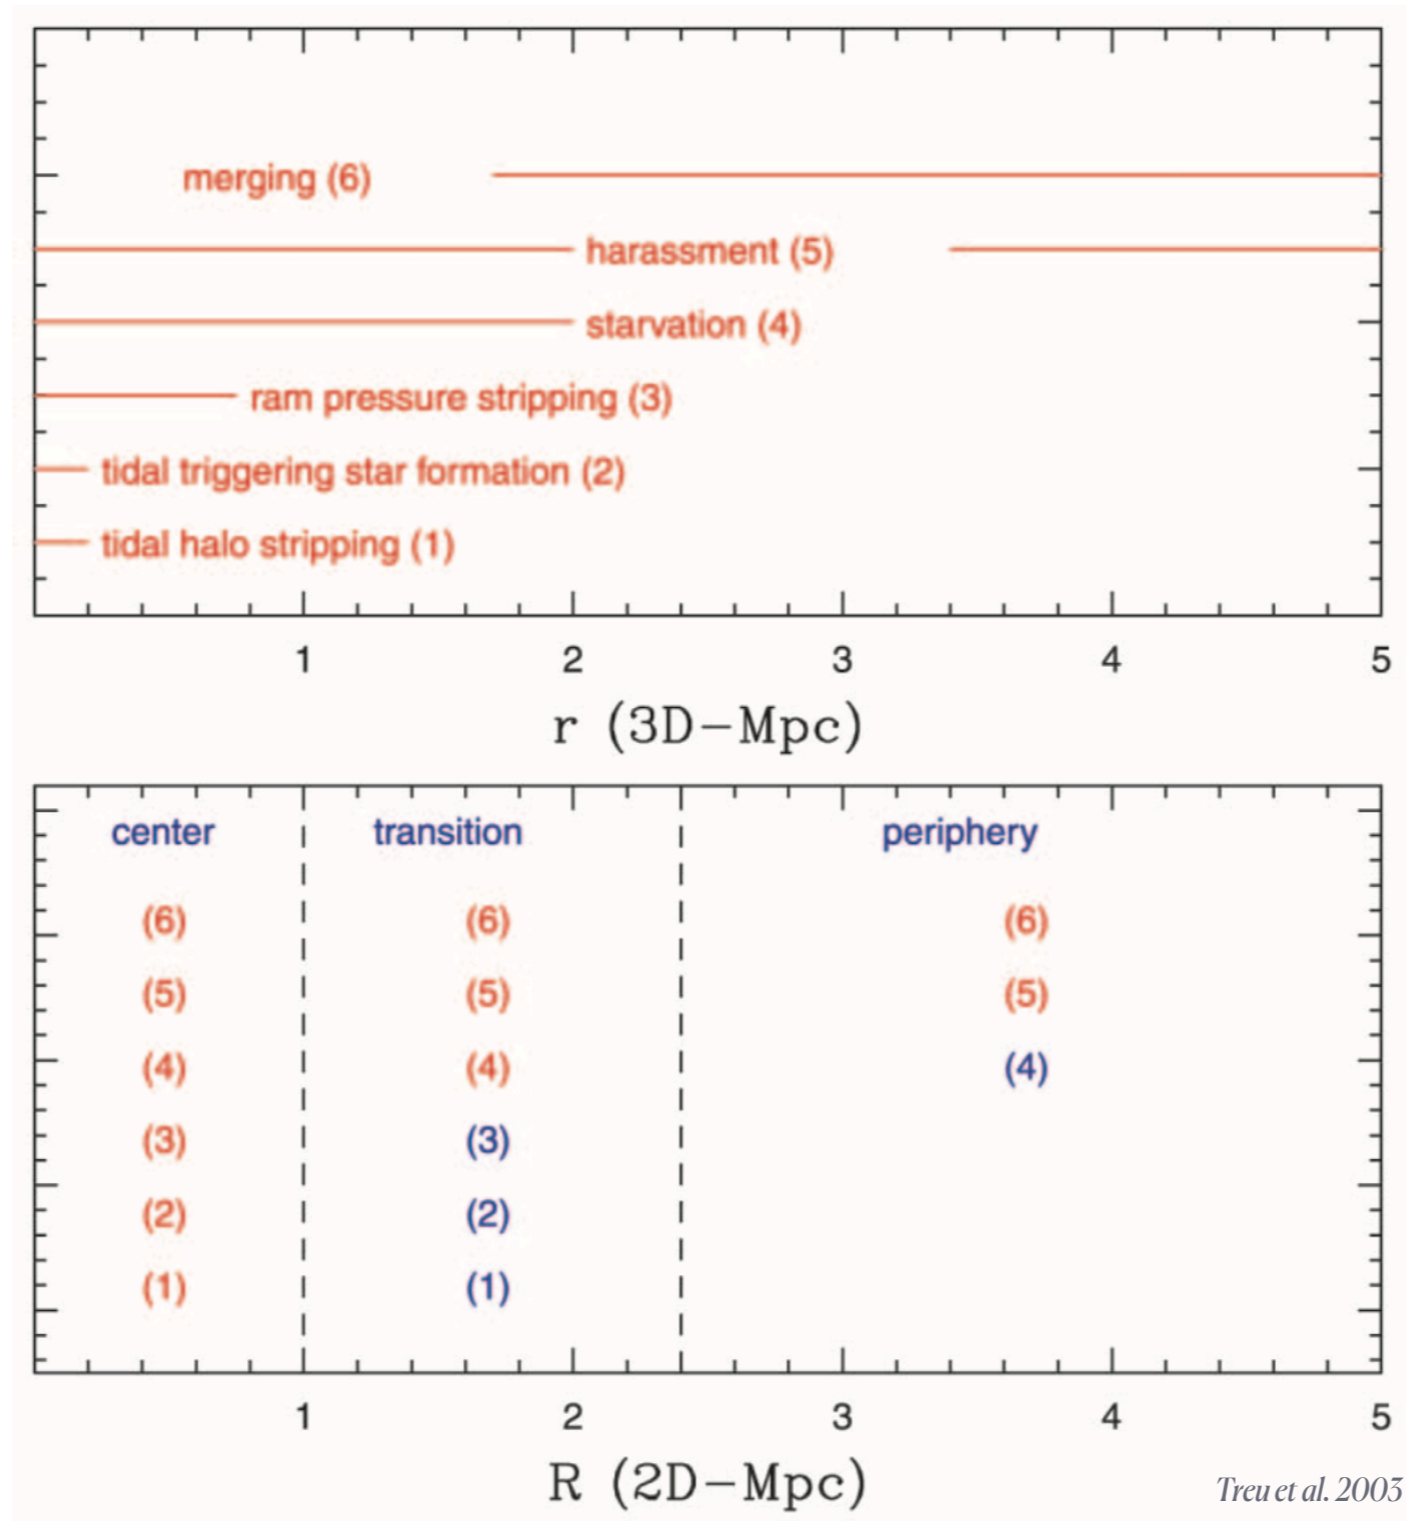 merging (6)
harassment (5)
starvation (4)
ram pressure stripping (3)
tidal triggering star formation (2)
tidal halo stripping (1)
1 2 3 4 5
r (3D-Mpc)
center transition periphery
(6) (6) (6)
(5) (5) (5)
(4) (4) (4)
(3) (3)
(2) (2)
(1) (1)
1 2 3 4 5
R (2D-Mpc)
Treu et al. 2003